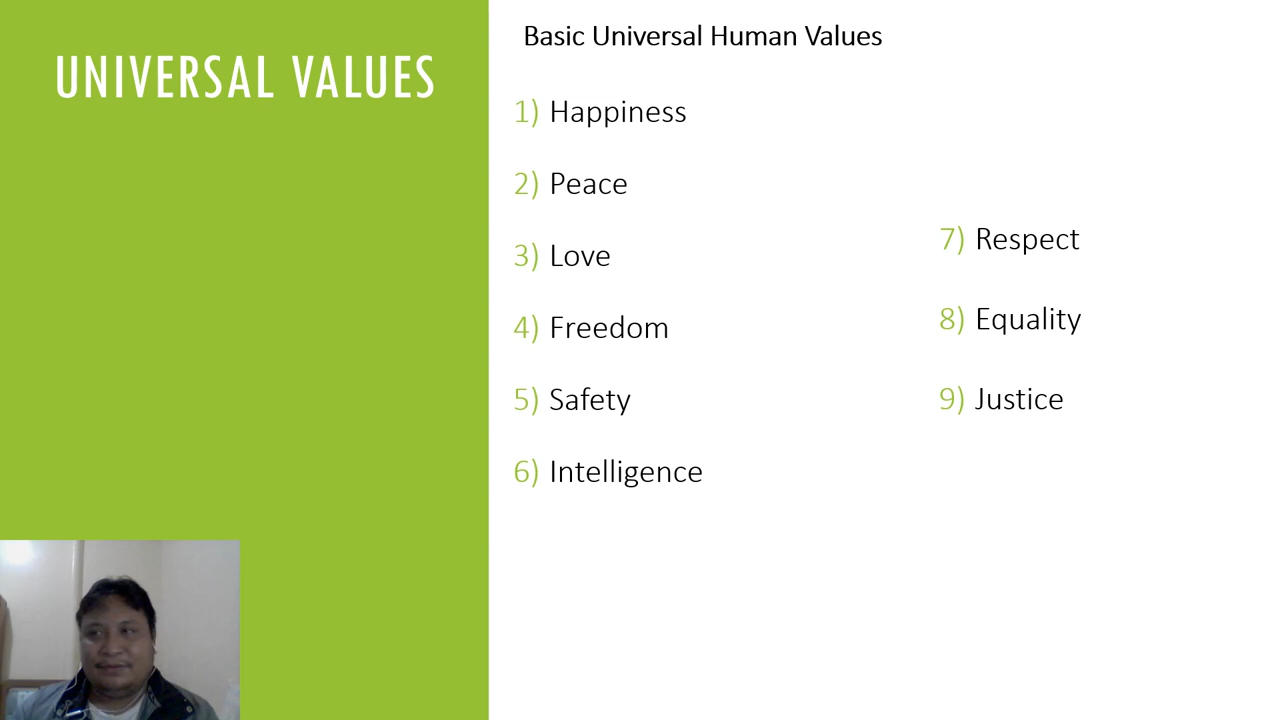 UNIVERSAL VALUES
Basic Universal Human Values
1) Happiness
2) Peace
3) Love
4) Freedom
5) Safety
6) Intelligence
7) Respect
8) Equality
9) Justice